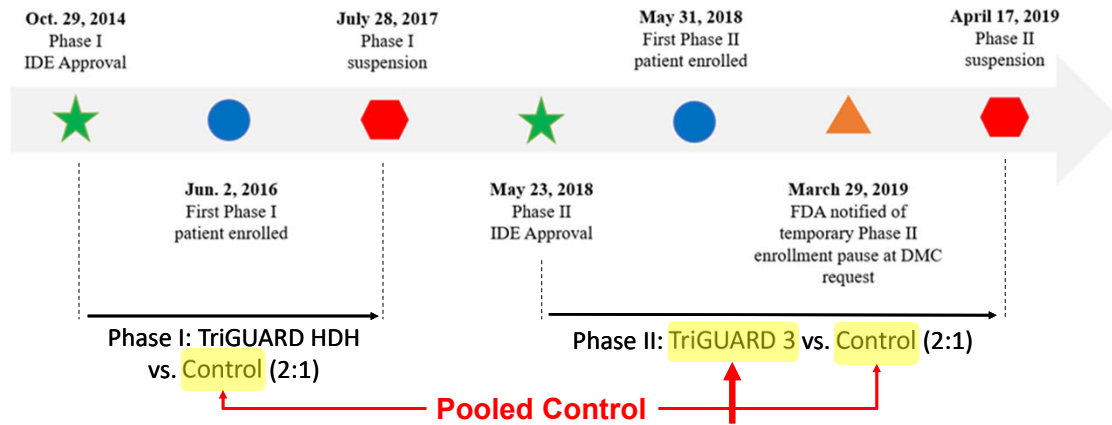 Oct. 29, 2014
Phase I
IDE Approval
July 28, 2017
Phase I
suspension
May 31, 2018
First Phase II
patient enrolled
April 17, 2019
Phase II
suspension
Jun. 2, 2016
First Phase I
patient enrolled
May 23, 2018
Phase II
IDE Approval
March 29, 2019
FDA notified of
temporary Phase II
enrollment pause at DMC
request
Phase I: TriGUARD HDH
vs. Control (2:1)
Phase II: TriGUARD 3 vs. Control (2:1)
Pooled Control